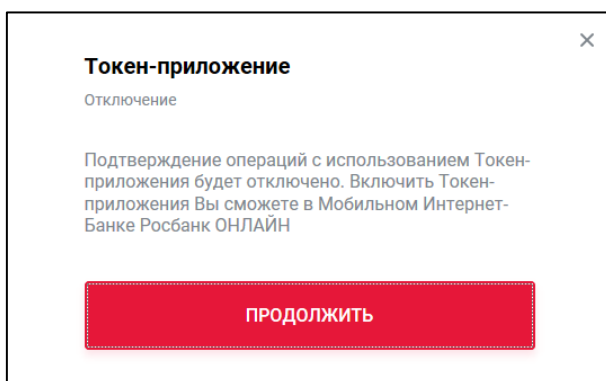 Токен-приложение
Отключение
Подтверждение операций с использованием Токен-
приложения будет отключено. Включить Токен-
приложения Вы сможете в Мобильном Интернет-
Банке Росбанк ОНЛАЙН
ПРОДОЛЖИТЬ